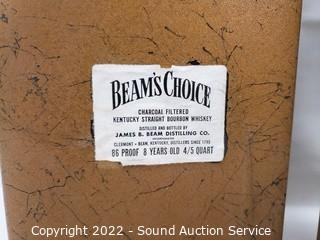 BEAM'S CHOICE
CHARCOAL FILTERED
KENTUCKY STRAIGHT BOURBON WHISKEY
DISTILLED AND BOTTLED BY
JAMES B. BEAM DISTILLING CO.
INCORPORATED
CLERMONT • BEAM, KENTUCKY, DISTILLERS SINCE 1795
86 PROOF 8 YEARS OLD 4/5 QUART
Copyright 2022 - Sound Auction Service